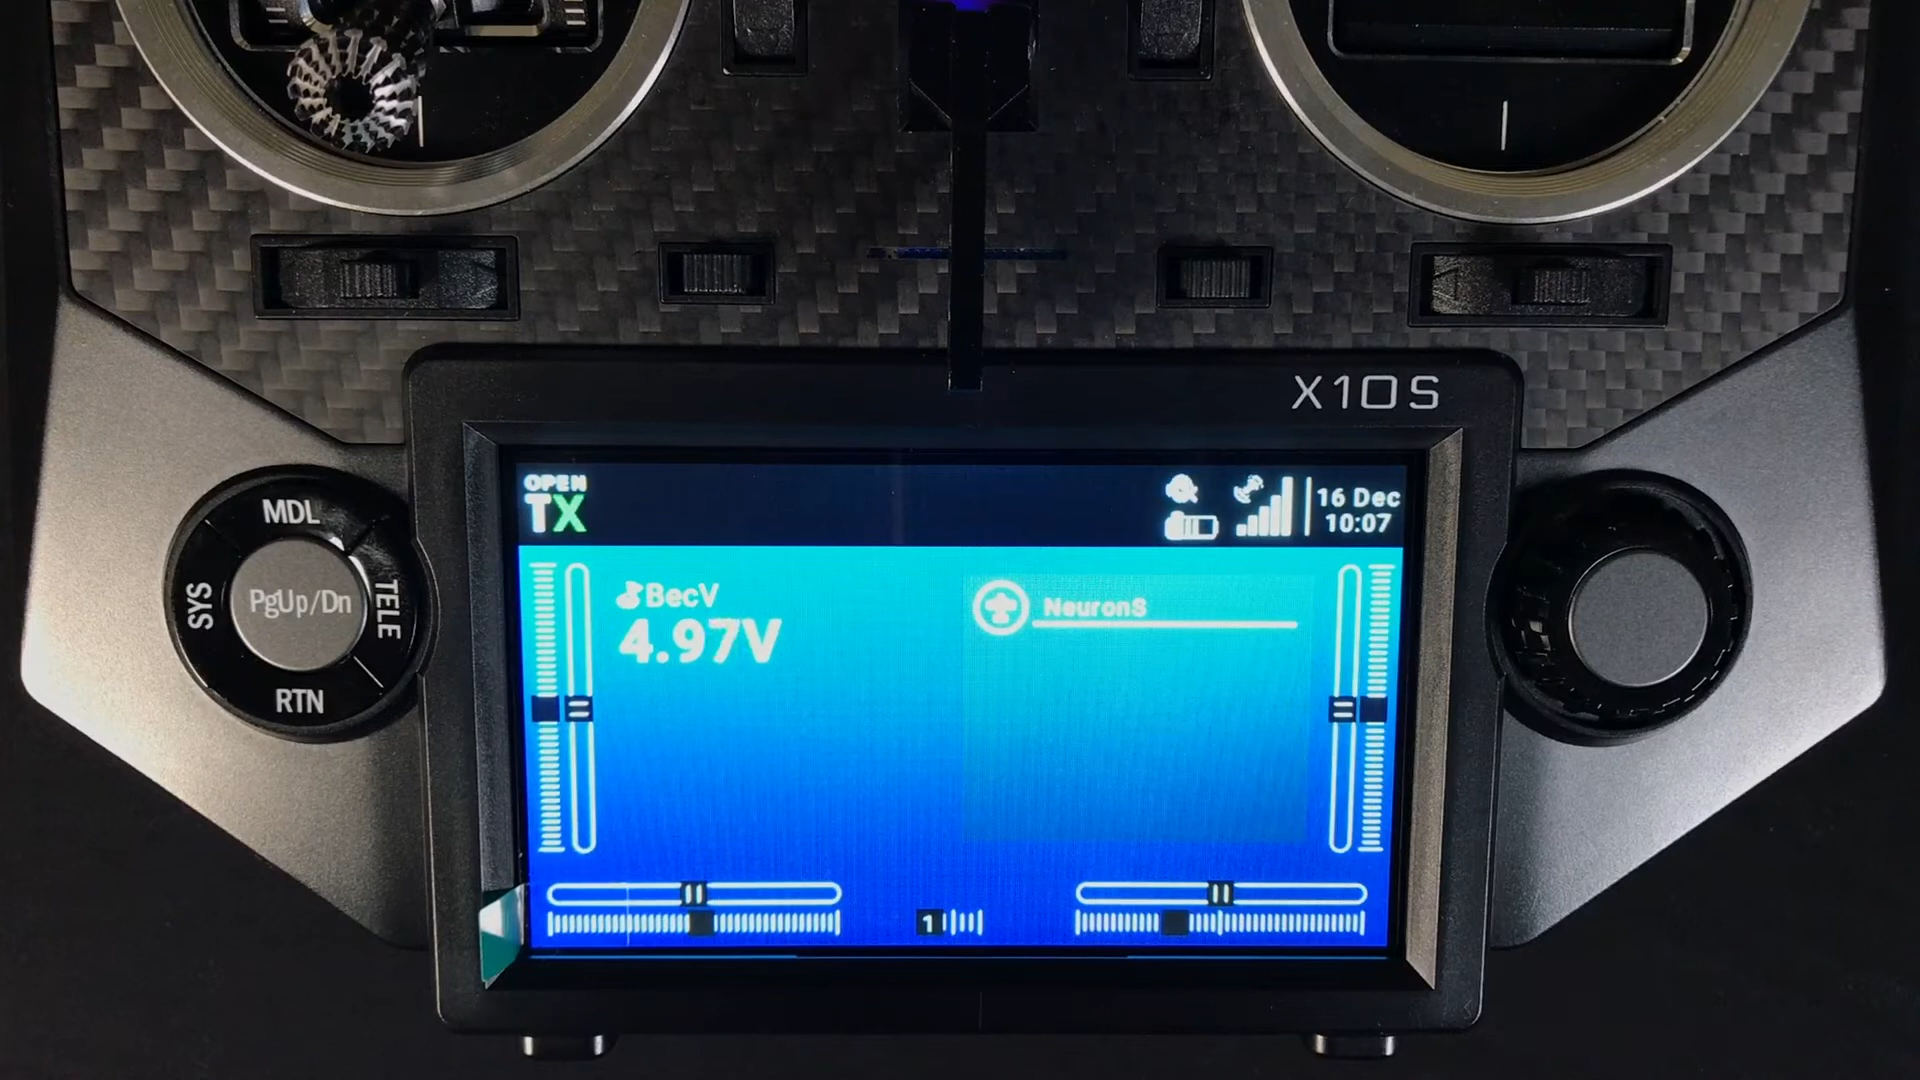 X10S
OPEN
TX
16 Dec
10:07
MDL
SYS
PgUp/Dn
TELE
RTN
BecV
4.97V
NeuronS
1